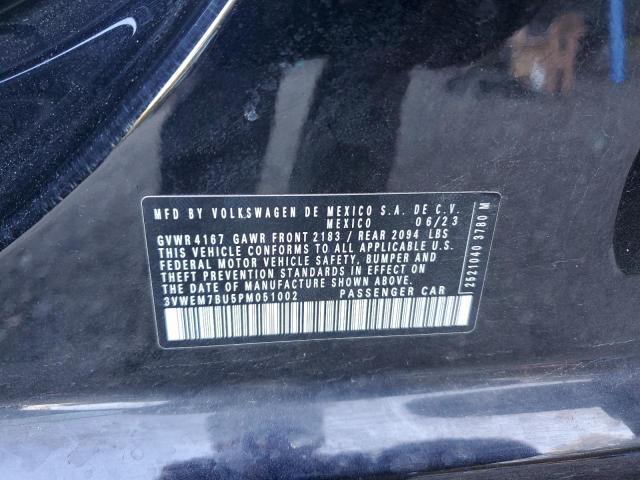 MFD BY VOLKSWAGEN DE MEXICO S.A. DE C.V.
MEXICO 06/23
GVWR 4167 GAWR FRONT 2183 / REAR 2094 LBS
THIS VEHICLE CONFORMS TO ALL APPLICABLE U.S.
FEDERAL MOTOR VEHICLE SAFETY, BUMPER AND
THEFT PREVENTION STANDARDS IN EFFECT ON
THE DATE OF MANUFACTURE SHOWN ABOVE.
3VWEM7BU5PM051002 PASSENGER CAR
2521040 3780 M